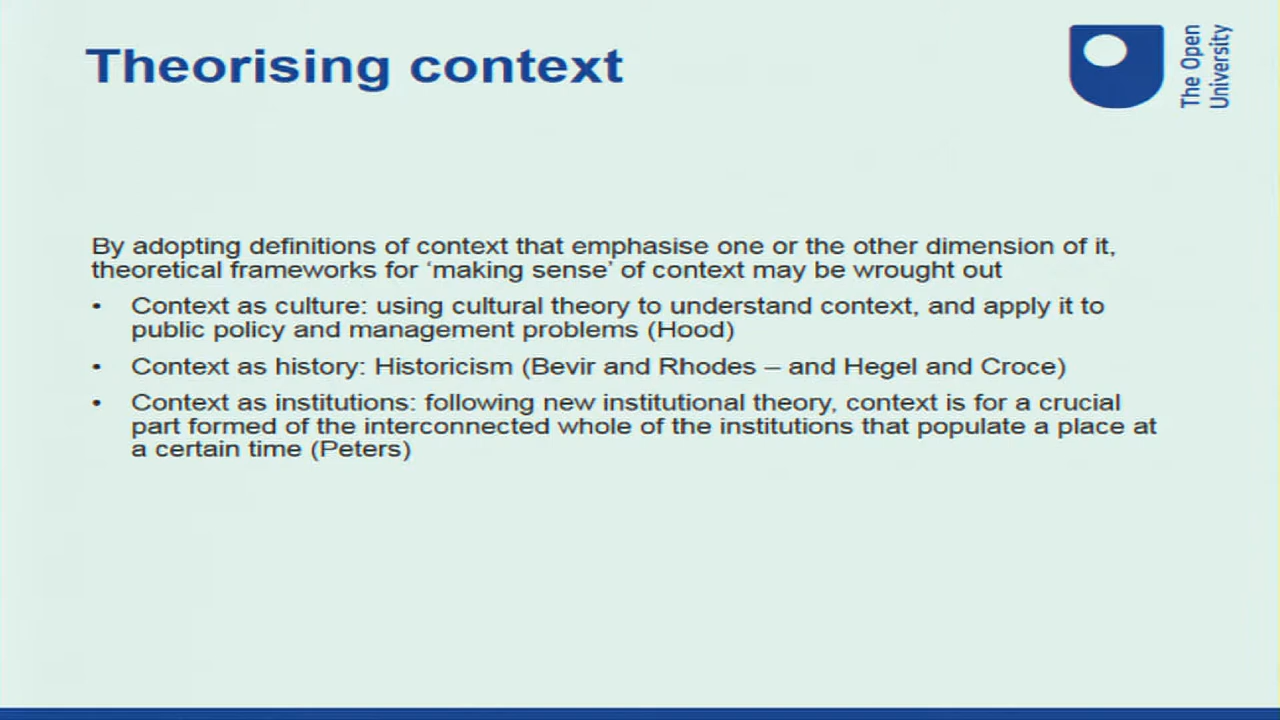 Theorising context
The Open
University
By adopting definitions of context that emphasise one or the other dimension of it,
theoretical frameworks for ‘making sense’ of context may be wrought out
• Context as culture: using cultural theory to understand context, and apply it to
public policy and management problems (Hood)
• Context as history: Historicism (Bevir and Rhodes – and Hegel and Croce)
• Context as institutions: following new institutional theory, context is for a crucial
part formed of the interconnected whole of the institutions that populate a place at
a certain time (Peters)